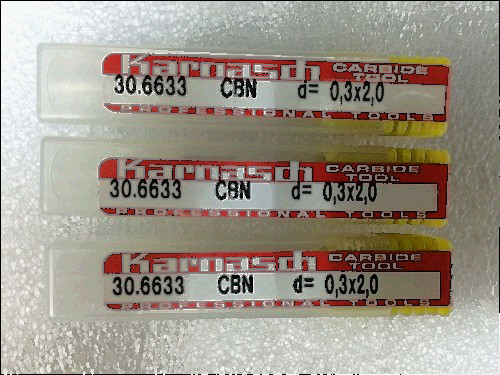 Karnasch CARBIDE
TOOL
30.6633 CBN d= 0,3x2,0
PROFESSIONAL TOOLS
Karnasch CARBIDE
TOOL
30.6633 CBN d= 0,3x2,0
PROFESSIONAL TOOLS
Karnasch CARBIDE
TOOL
30.6633 CBN d= 0,3x2,0
PROFESSIONAL TOOLS